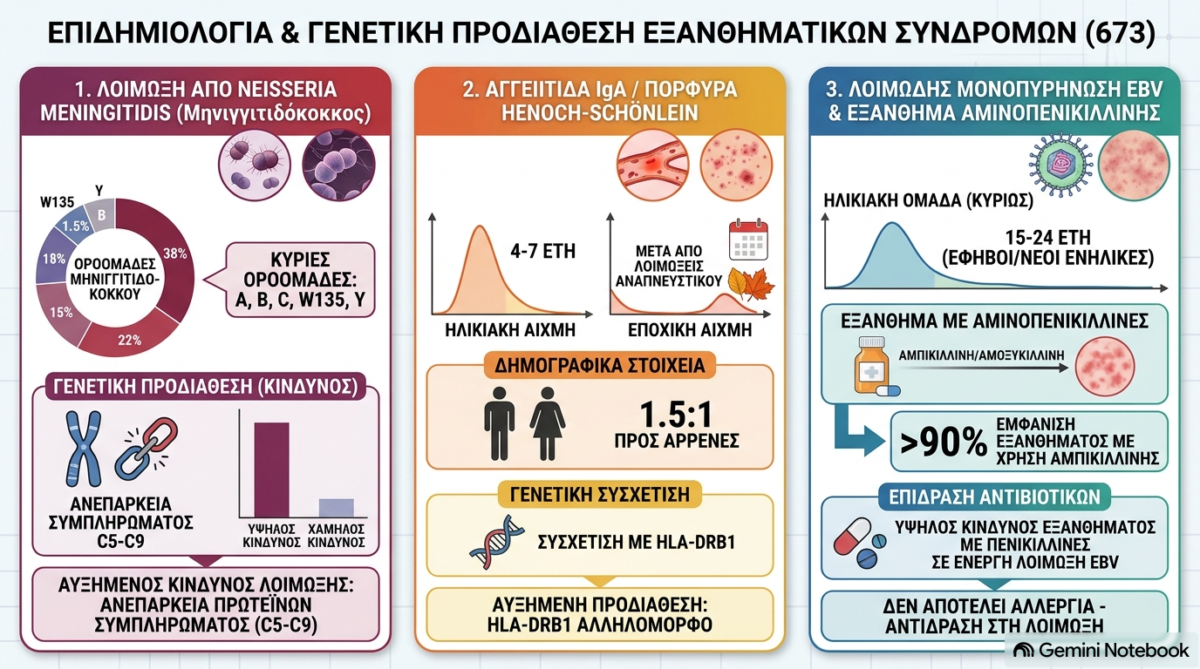 ΕΠΙΔΗΜΙΟΛΟΓΙΑ & ΓΕΝΕΤΙΚΗ ΠΡΟΔΙΑΘΕΣΗ ΕΞΑΝΘΗΜΑΤΙΚΩΝ ΣΥΝΔΡΟΜΩΝ (673)
1. ΛΟΙΜΩΞΗ ΑΠΟ NEISSERIA
MENINGITIDIS (Μηνιγγιτιδόκοκκος)
Y
W135
B
1.5%
38%
18%
15%
22%
ΟΡΟΟΜΑΔΕΣ
ΜΗΝΙΓΓΙΤΙΔΟ-
ΚΟΚΚΟΥ
ΚΥΡΙΕΣ
ΟΡΟΟΜΑΔΕΣ:
A, B, C, W135, Y
ΓΕΝΕΤΙΚΗ ΠΡΟΔΙΑΘΕΣΗ (ΚΙΝΔΥΝΟΣ)
ΑΝΕΠΑΡΚΕΙΑ
ΣΥΜΠΛΗΡΩΜΑΤΟΣ
C5-C9
ΥΨΗΛΟΣ
ΚΙΝΔΥΝΟΣ
ΧΑΜΗΛΟΣ
ΚΙΝΔΥΝΟΣ
ΑΥΞΗΜΕΝΟΣ ΚΙΝΔΥΝΟΣ ΛΟΙΜΩΞΗΣ:
ΑΝΕΠΑΡΚΕΙΑ ΠΡΩΤΕΪΝΩΝ
ΣΥΜΠΛΗΡΩΜΑΤΟΣ (C5-C9)
2. ΑΓΓΕΙΙΤΙΔΑ IgA / ΠΟΡΦΥΡΑ
HENOCH-SCHÖNLEIN
4-7 ΕΤΗ
ΗΛΙΚΙΑΚΗ ΑΙΧΜΗ
ΜΕΤΑ ΑΠΟ
ΛΟΙΜΩΞΕΙΣ
ΑΝΑΠΝΕΥΣΤΙΚΟΥ
ΕΠΟΧΙΚΗ ΑΙΧΜΗ
ΔΗΜΟΓΡΑΦΙΚΑ ΣΤΟΙΧΕΙΑ
1.5:1
ΠΡΟΣ ΑΡΡΕΝΕΣ
ΓΕΝΕΤΙΚΗ ΣΥΣΧΕΤΙΣΗ
ΣΥΣΧΕΤΙΣΗ ΜΕ HLA-DRB1
ΑΥΞΗΜΕΝΗ ΠΡΟΔΙΑΘΕΣΗ:
HLA-DRB1 ΑΛΛΗΛΟΜΟΡΦΟ
3. ΛΟΙΜΩΔΗΣ ΜΟΝΟΠΥΡΗΝΩΣΗ EBV
& ΕΞΑΝΘΗΜΑ ΑΜΙΝΟΠΕΝΙΚΙΛΛΙΝΗΣ
ΗΛΙΚΙΑΚΗ ΟΜΑΔΑ (ΚΥΡΙΩΣ)
15-24 ΕΤΗ
(ΕΦΗΒΟΙ/ΝΕΟΙ ΕΝΗΛΙΚΕΣ)
ΕΞΑΝΘΗΜΑ ΜΕ ΑΜΙΝΟΠΕΝΙΚΙΛΛΙΝΕΣ
ΑΜΠΙΚΙΛΛΙΝΗ/ΑΜΟΞΥΚΙΛΛΙΝΗ
>90%
ΕΜΦΑΝΙΣΗ
ΕΞΑΝΘΗΜΑΤΟΣ ΜΕ
ΧΡΗΣΗ ΑΜΠΙΚΙΛΛΙΝΗΣ
ΕΠΙΔΡΑΣΗ ΑΝΤΙΒΙΟΤΙΚΩΝ
ΥΨΗΛΟΣ ΚΙΝΔΥΝΟΣ ΕΞΑΝΘΗΜΑΤΟΣ
ΜΕ ΠΕΝΙΚΙΛΛΙΝΕΣ
ΣΕ ΕΝΕΡΓΗ ΛΟΙΜΩΞΗ EBV
ΔΕΝ ΑΠΟΤΕΛΕΙ ΑΛΛΕΡΓΙΑ -
ΑΝΤΙΔΡΑΣΗ ΣΤΗ ΛΟΙΜΩΞΗ
Gemini Notebook